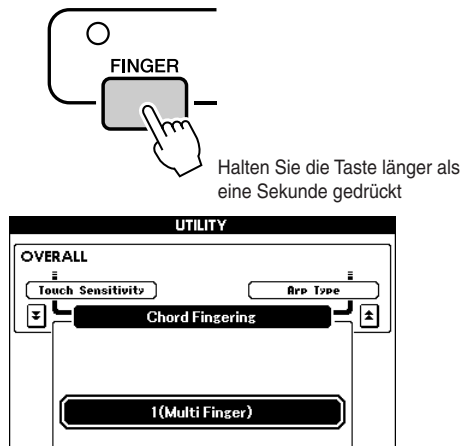 FINGER
Halten Sie die Taste länger als
eine Sekunde gedrückt
UTILITY
OVERALL
Touch Sensitivity
Arp Type
Chord Fingering
1(Multi Finger)